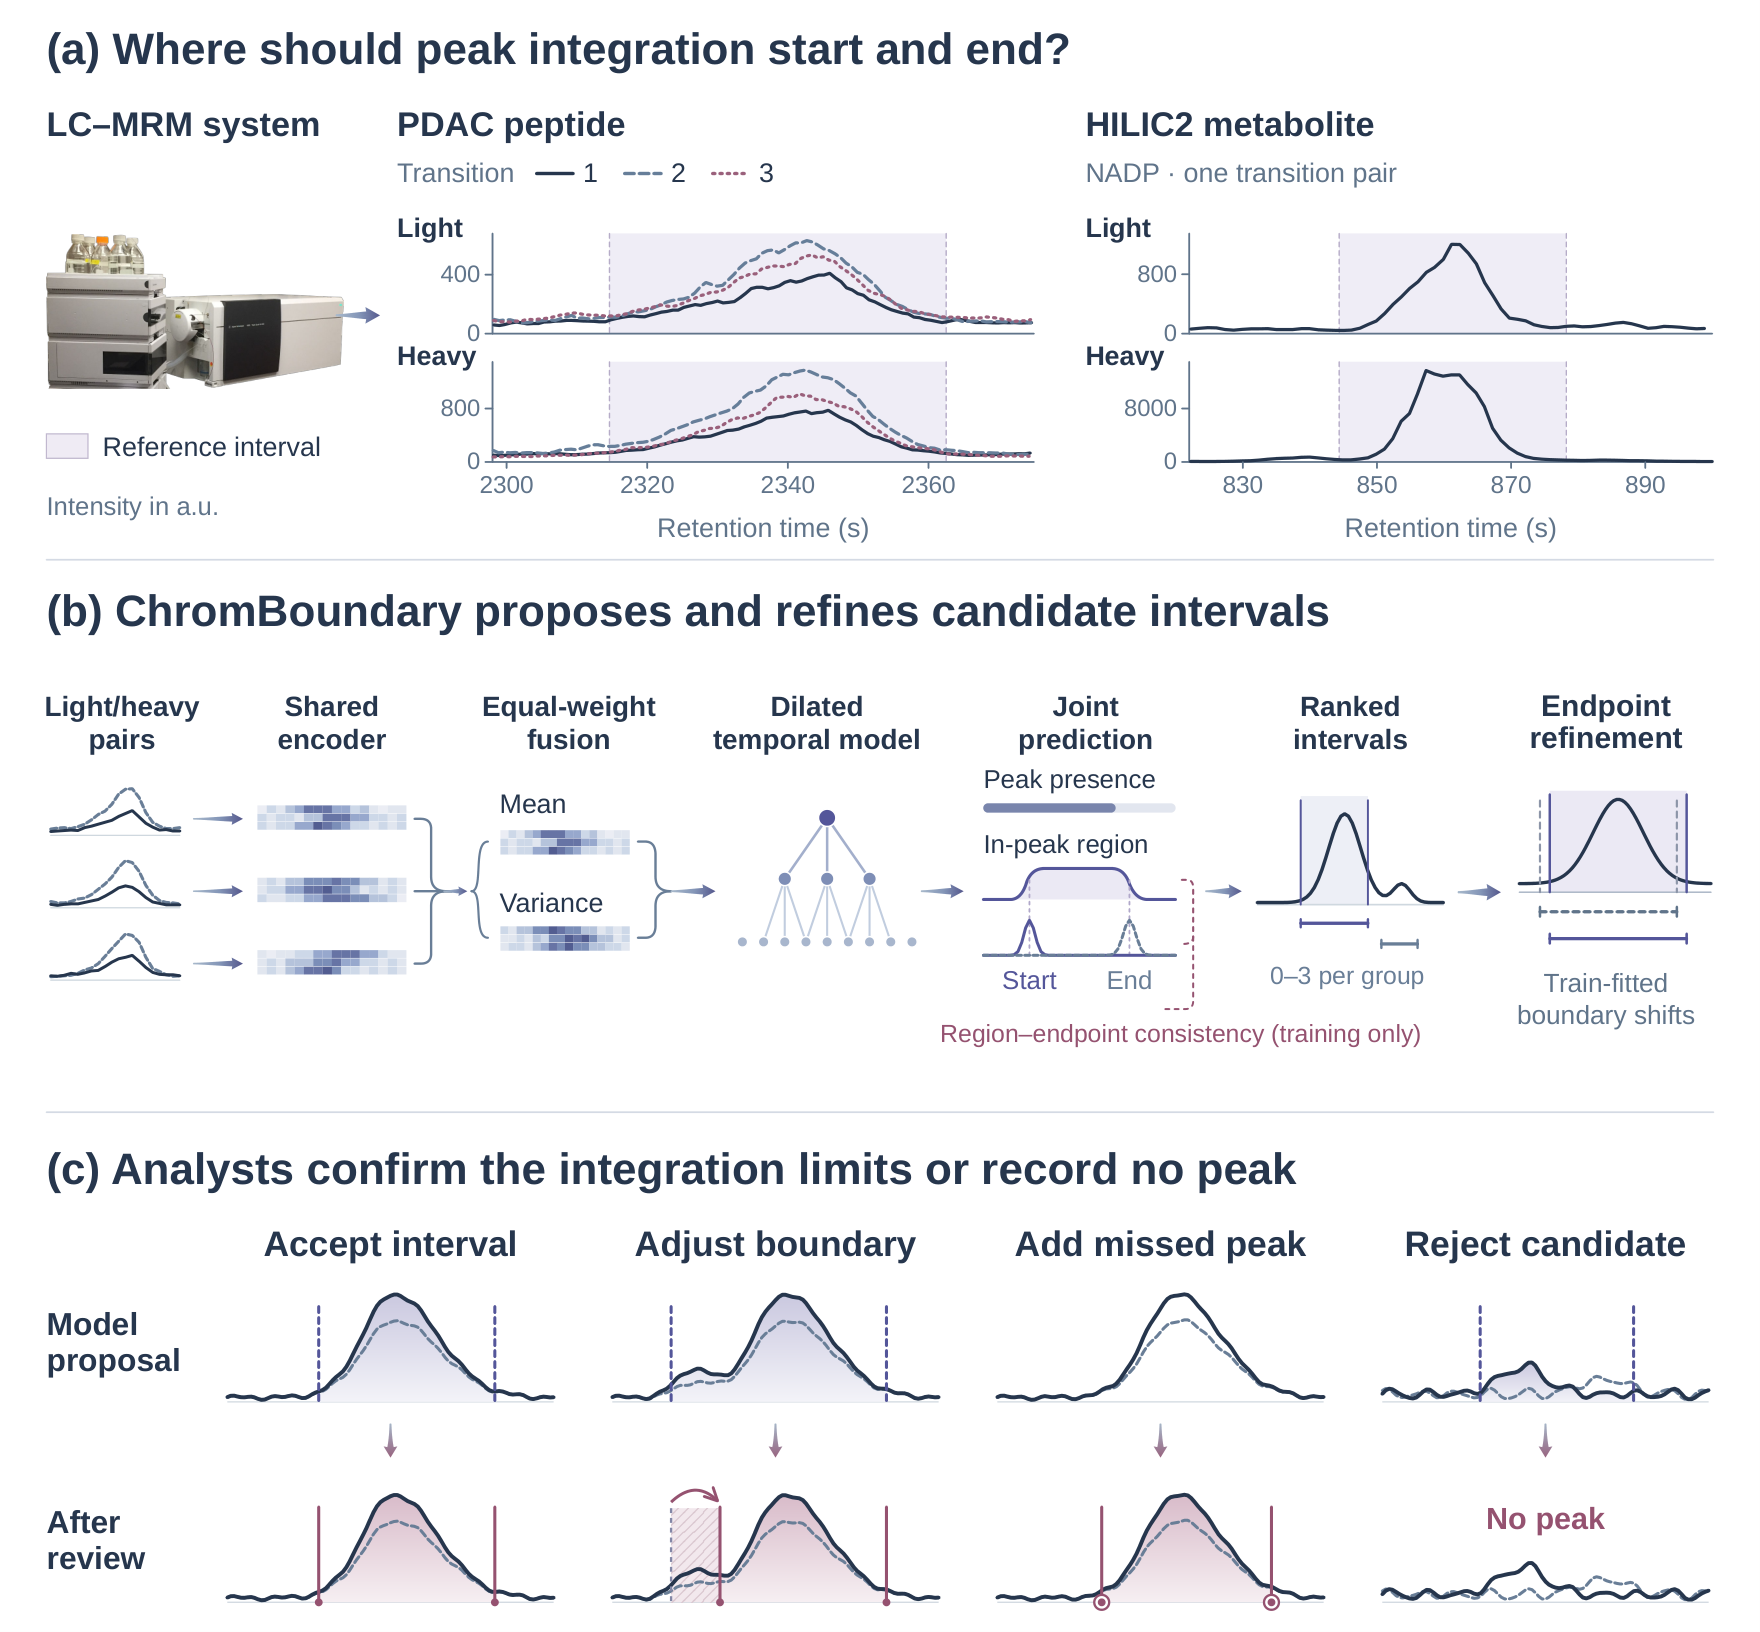 (a) Where should peak integration start and end?
LC–MRM system
PDAC peptide
HILIC2 metabolite
Transition 1 2 3
NADP · one transition pair
Light
400
0
Heavy
800
0
2300 2320 2340 2360
Retention time (s)
Light
800
0
Heavy
8000
0
830 850 870 890
Retention time (s)
Reference interval
Intensity in a.u.
(b) ChromBoundary proposes and refines candidate intervals
Light/heavy
pairs
Shared
encoder
Equal-weight
fusion
Mean
Variance
Dilated
temporal model
Joint
prediction
Peak presence
In-peak region
Start End
Region–endpoint consistency (training only)
Ranked
intervals
0–3 per group
Endpoint
refinement
Train-fitted
boundary shifts
(c) Analysts confirm the integration limits or record no peak
Accept interval
Adjust boundary
Add missed peak
Reject candidate
Model
proposal
After
review
No peak